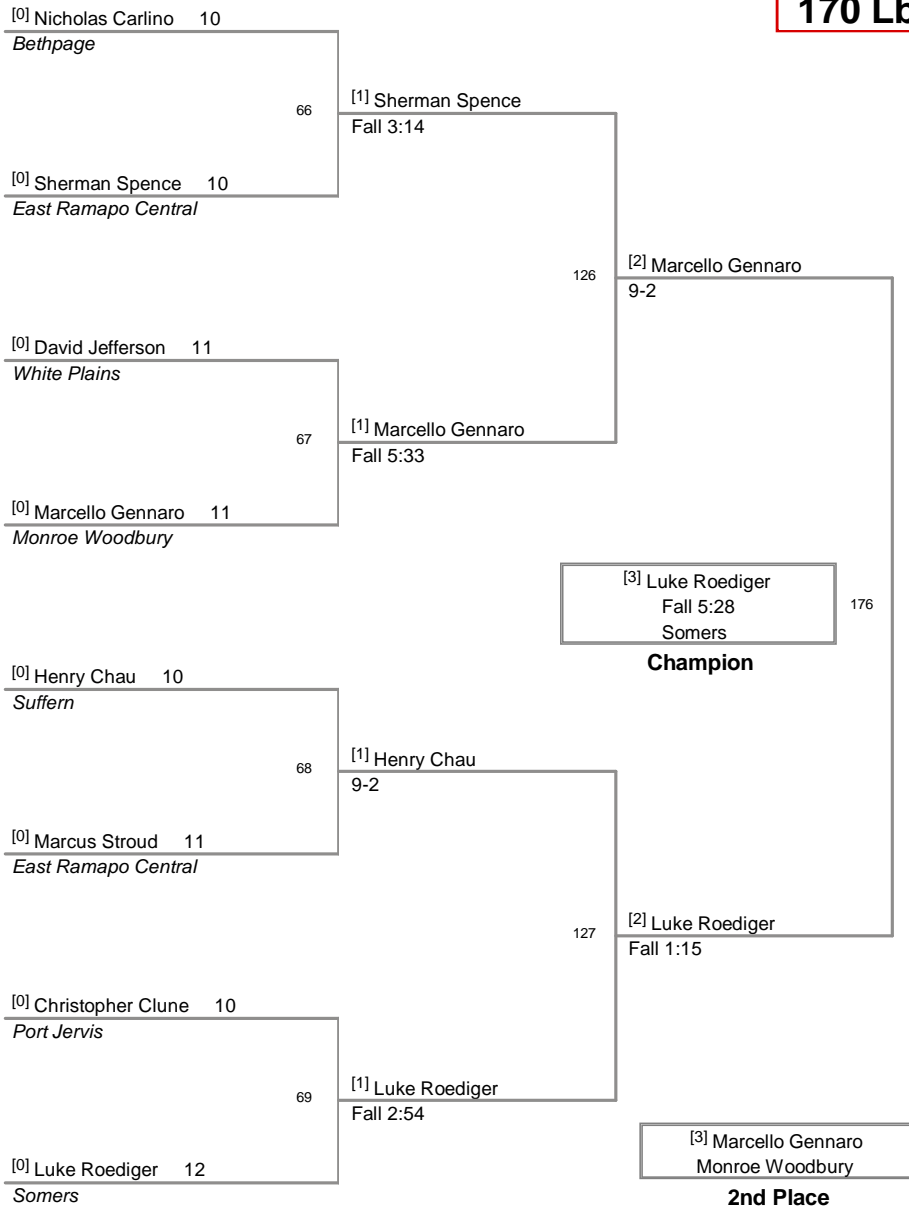 170 Lb
[0] Nicholas Carlino 10
Bethpage
66
[1] Sherman Spence
Fall 3:14
[0] Sherman Spence 10
East Ramapo Central
126
[2] Marcello Gennaro
9-2
[0] David Jefferson 11
White Plains
67
[1] Marcello Gennaro
Fall 5:33
[0] Marcello Gennaro 11
Monroe Woodbury
[3] Luke Roediger
Fall 5:28
Somers
Champion
176
[0] Henry Chau 10
Suffern
68
[1] Henry Chau
9-2
[0] Marcus Stroud 11
East Ramapo Central
127
[2] Luke Roediger
Fall 1:15
[0] Christopher Clune 10
Port Jervis
69
[1] Luke Roediger
Fall 2:54
[0] Luke Roediger 12
Somers
[3] Marcello Gennaro
Monroe Woodbury
2nd Place